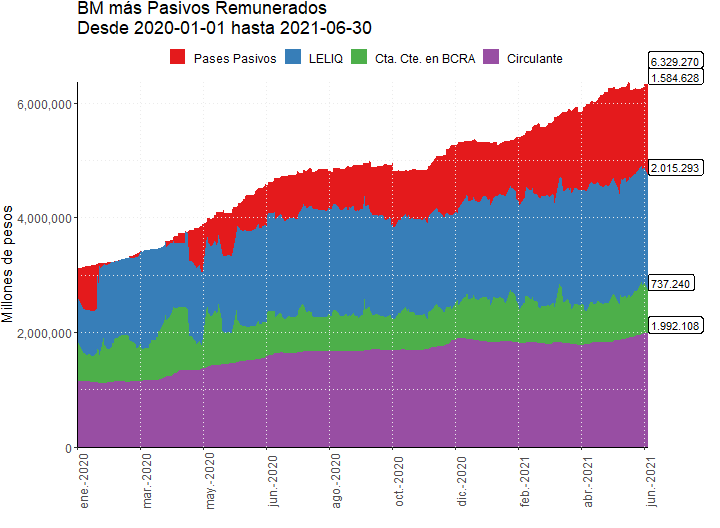 BM más Pasivos Remunerados
Desde 2020-01-01 hasta 2021-06-30
Pases Pasivos LELIQ Cta. Cte. en BCRA Circulante
6.329.270
1.584.628
2.015.293
737.240
1.992.108
Millones de pesos
6,000,000
4,000,000
2,000,000
0
ene.-2020
mar.-2020
may.-2020
jun.-2020
ago.-2020
oct.-2020
dic.-2020
feb.-2021
abr.-2021
jun.-2021